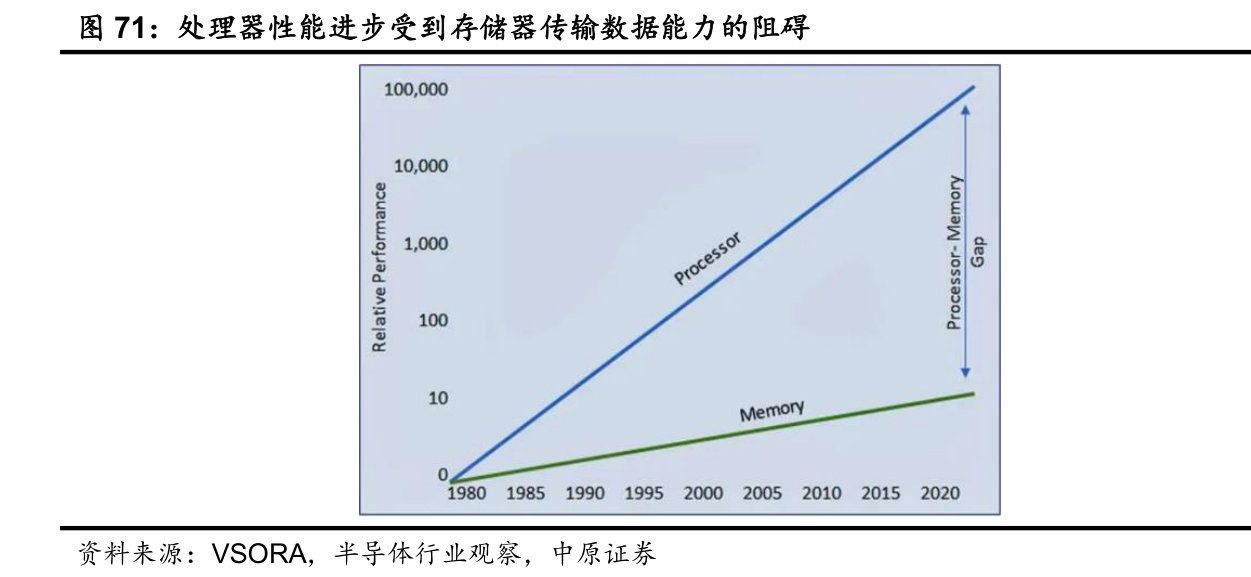 图 71：处理器性能进步受到存储器传输数据能力的阻碍
100,000
10,000
1,000
100
10
0
Relative Performance
Processor
Memory
Processor- Memory
Gap
1980 1985 1990 1995 2000 2005 2010 2015 2020
资料来源：VSORA，半导体行业观察，中原证券